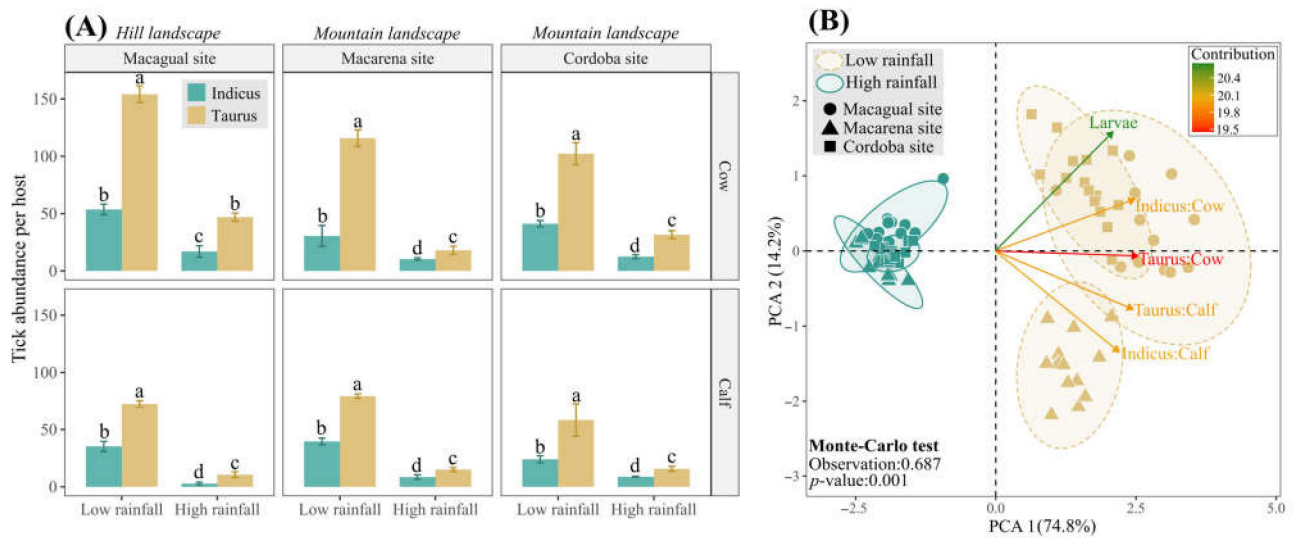 (A)
Hill landscape
Mountain landscape
Mountain landscape
Macagual site
Macarena site
Cordoba site
Tick abundance per host
150
100
50
0
a
b
b
c
Indicus
Taurus
a
b
d
c
a
b
d
c
Cow
150
100
50
0
a
b
d
c
a
b
d
c
a
b
d
c
Calf
Low rainfall
High rainfall
Low rainfall
High rainfall
Low rainfall
High rainfall
(B)
Low rainfall
High rainfall
Macagual site
Macarena site
Cordoba site
Contribution
20.4
20.1
19.8
19.5
Larvae
Indicus:Cow
Taurus:Cow
Taurus:Calf
Indicus:Calf
PCA 2 (14.2%)
2
1
0
−1
−2
−3
Monte-Carlo test
Observation:0.687
p-value:0.001
−2.5
0.0
2.5
5.0
PCA 1(74.8%)